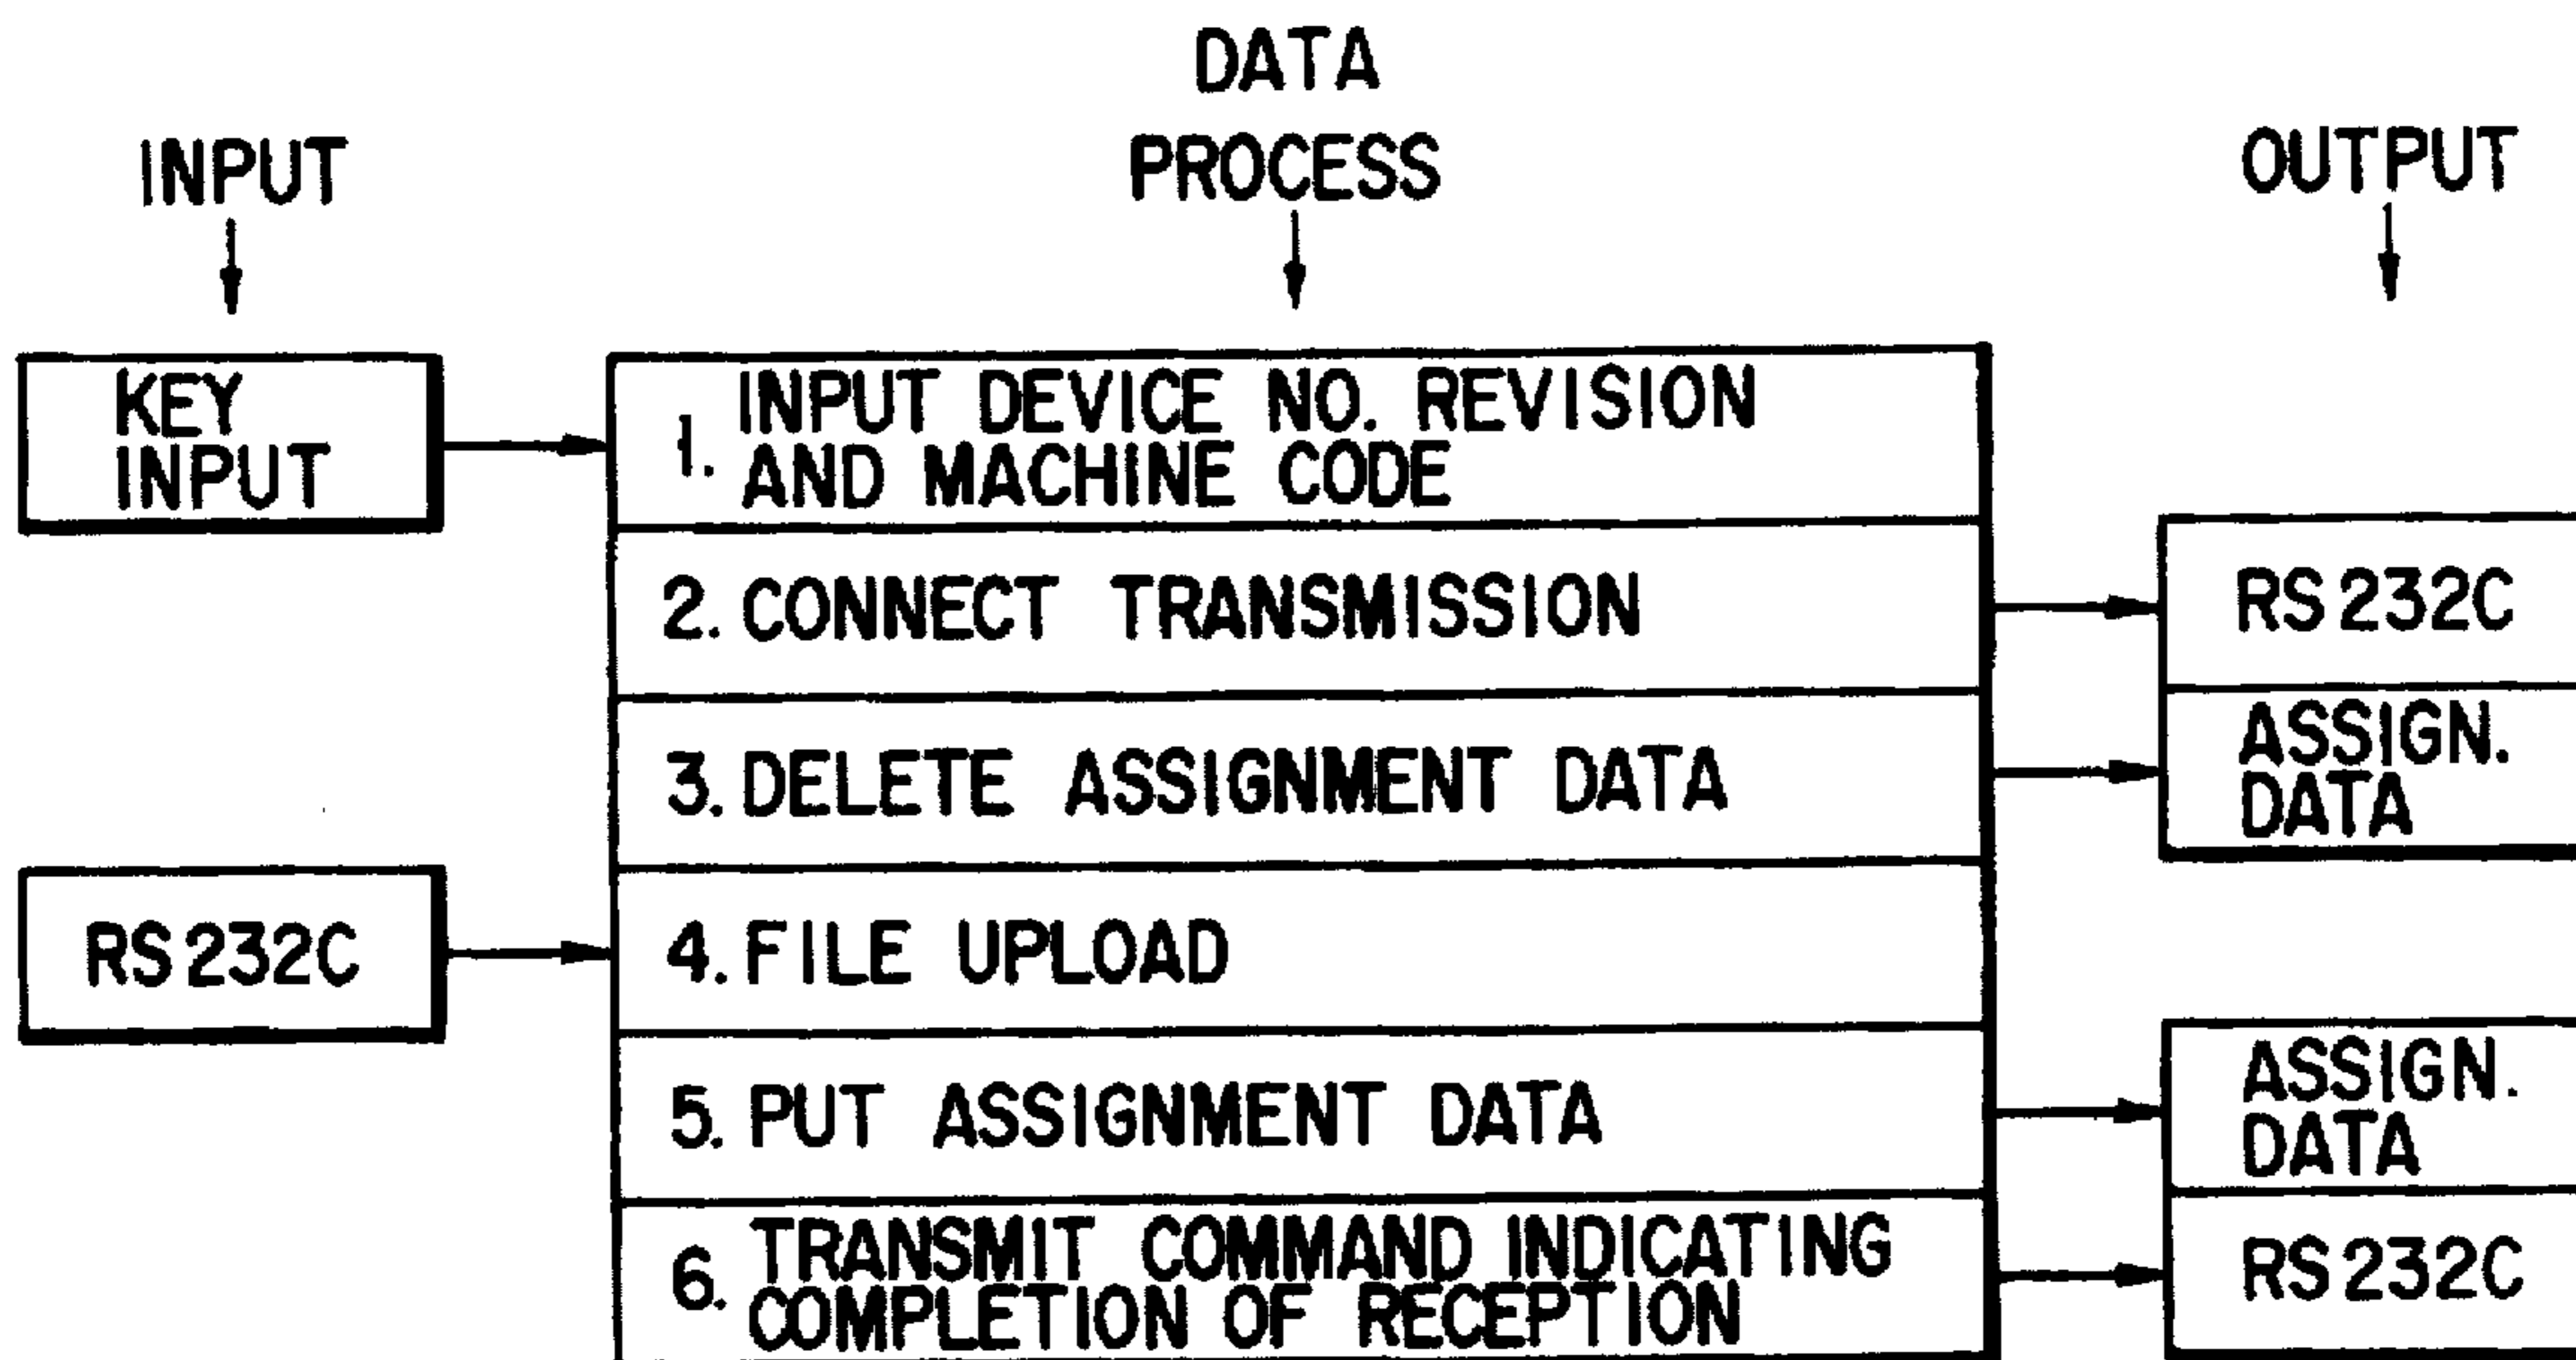 DATA
PROCESS
INPUT
OUTPUT
KEY
INPUT
1. INPUT DEVICE NO. REVISION
AND MACHINE CODE
2. CONNECT TRANSMISSION
RS232C
3. DELETE ASSIGNMENT DATA
ASSIGN.
DATA
RS232C
4. FILE UPLOAD
5. PUT ASSIGNMENT DATA
ASSIGN.
DATA
6. TRANSMIT COMMAND INDICATING
COMPLETION OF RECEPTION
RS232C